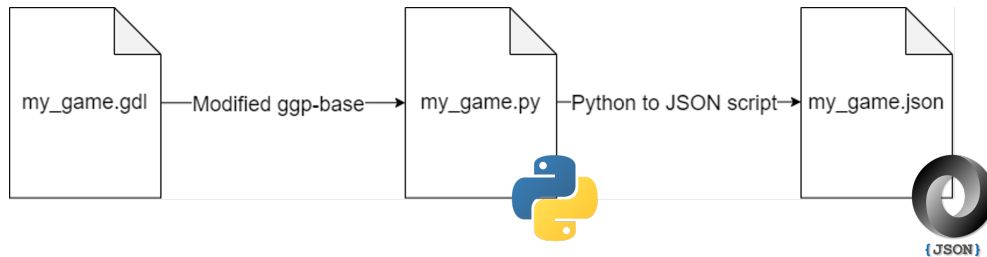 my_game.gdl
Modified ggp-base
my_game.py
Python to JSON script
my_game.json
{JSON}